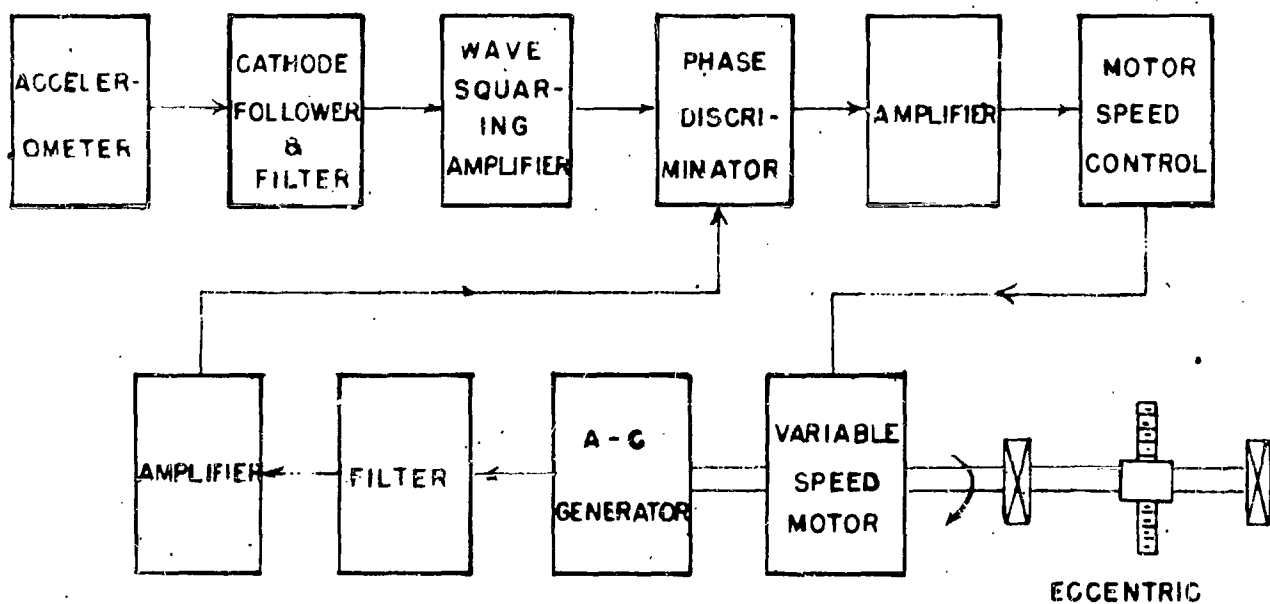 ACCELER-
OMETER
CATHODE
FOLLOWER
&
FILTER
WAVE
SQUAR-
ING
AMPLIFIER
PHASE
DISCRI-
MINATOR
AMPLIFIER
MOTOR
SPEED
CONTROL
AMPLIFIER
FILTER
A-C
GENERATOR
VARIABLE
SPEED
MOTOR
ECCENTRIC